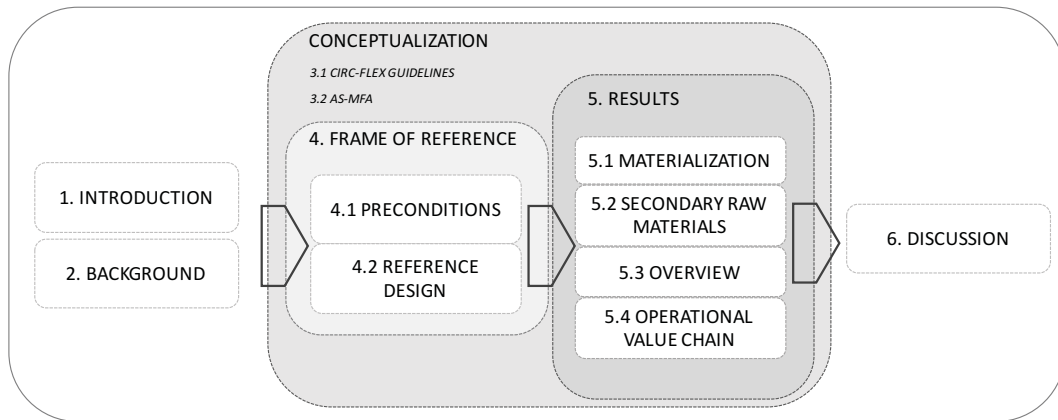 1. INTRODUCTION
2. BACKGROUND
CONCEPTUALIZATION
3.1 CIRC-FLEX GUIDELINES
3.2 AS-MFA
4. FRAME OF REFERENCE
4.1 PRECONDITIONS
4.2 REFERENCE
DESIGN
5. RESULTS
5.1 MATERIALIZATION
5.2 SECONDARY RAW
MATERIALS
5.3 OVERVIEW
5.4 OPERATIONAL
VALUE CHAIN
6. DISCUSSION